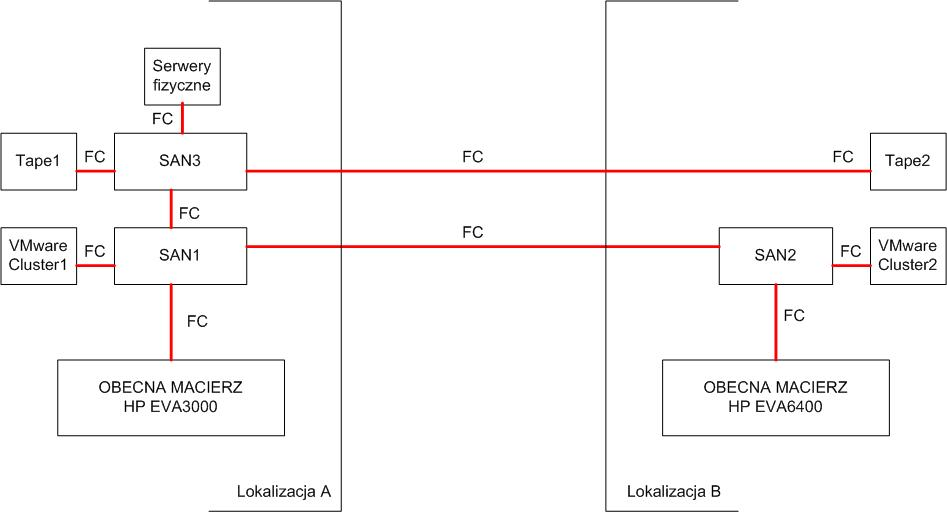 Serwery
fizyczne
FC
Tape1
FC
SAN3
FC
FC
Tape2
FC
VMware
Cluster1
FC
SAN1
FC
SAN2
FC
VMware
Cluster2
FC
FC
OBECNA MACIERZ
HP EVA3000
OBECNA MACIERZ
HP EVA6400
Lokalizacja A
Lokalizacja B